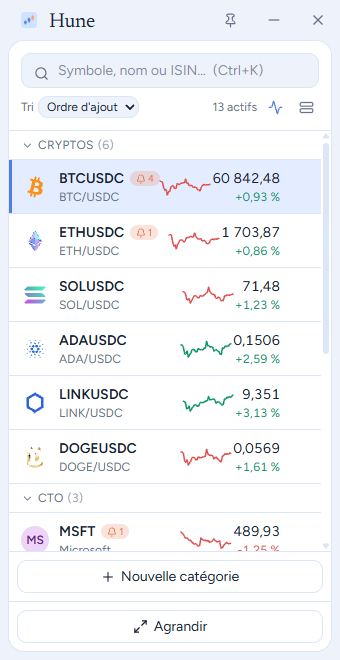 Hune
Symbole, nom ou ISIN... (Ctrl+K)
Tri Ordre d'ajout 13 actifs
CRYPTOS (6)
BTCUSDC 4 60 842,48
BTC/USDC +0,93 %
ETHUSDC 1 1 703,87
ETH/USDC +0,86 %
SOLUSDC 71,48
SOL/USDC +1,23 %
ADAUSDC 0,1506
ADA/USDC +2,59 %
LINKUSDC 9,351
LINK/USDC +3,13 %
DOGEUSDC 0,0569
DOGE/USDC +1,61 %
CTO (3)
MS MSFT 1 489,93
Microsoft -1,25 %
+ Nouvelle catégorie
Agrandir